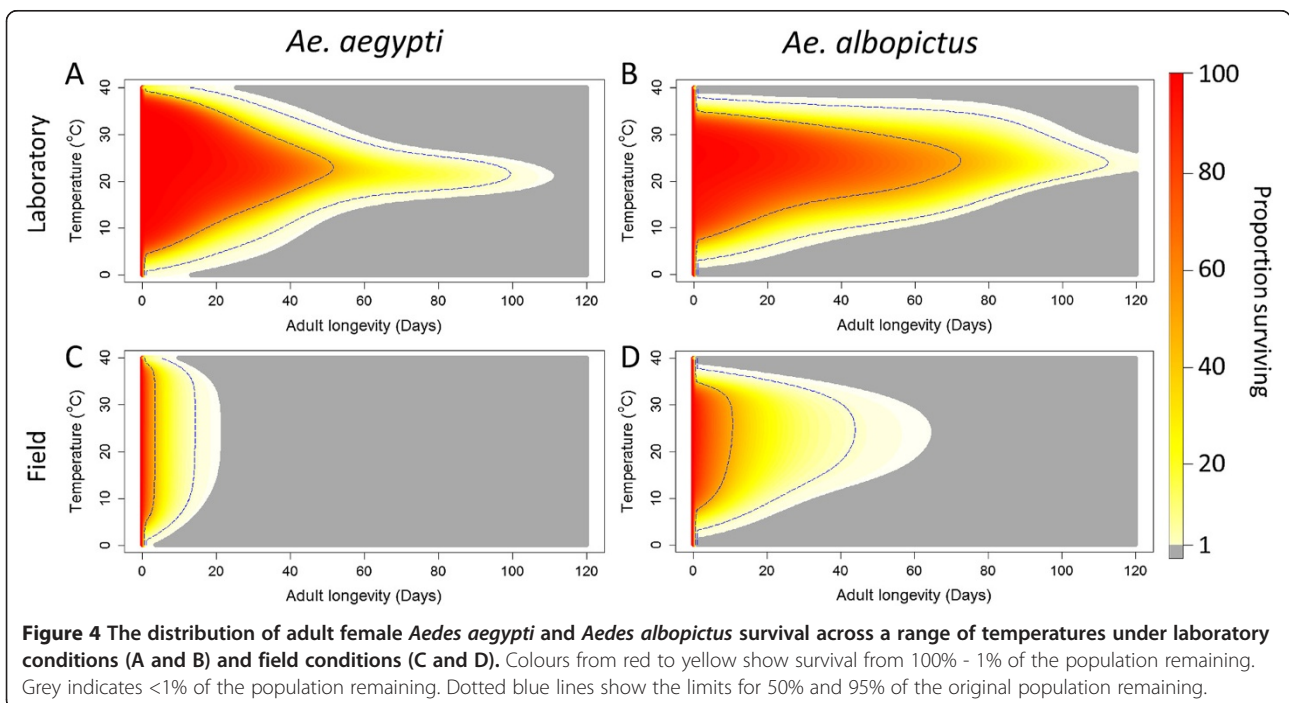 Ae. aegypti
Ae. albopictus
Laboratory
Field
A
Temperature (°C)
0 10 20 30 40
0 20 40 60 80 100 120
Adult longevity (Days)
B
Temperature (°C)
0 10 20 30 40
0 20 40 60 80 100 120
Adult longevity (Days)
C
Temperature (°C)
0 10 20 30 40
0 20 40 60 80 100 120
Adult longevity (Days)
D
Temperature (°C)
0 10 20 30 40
0 20 40 60 80 100 120
Adult longevity (Days)
100
80
60
40
20
1
Proportion surviving
Figure 4 The distribution of adult female Aedes aegypti and Aedes albopictus survival across a range of temperatures under laboratory
conditions (A and B) and field conditions (C and D). Colours from red to yellow show survival from 100% - 1% of the population remaining.
Grey indicates <1% of the population remaining. Dotted blue lines show the limits for 50% and 95% of the original population remaining.